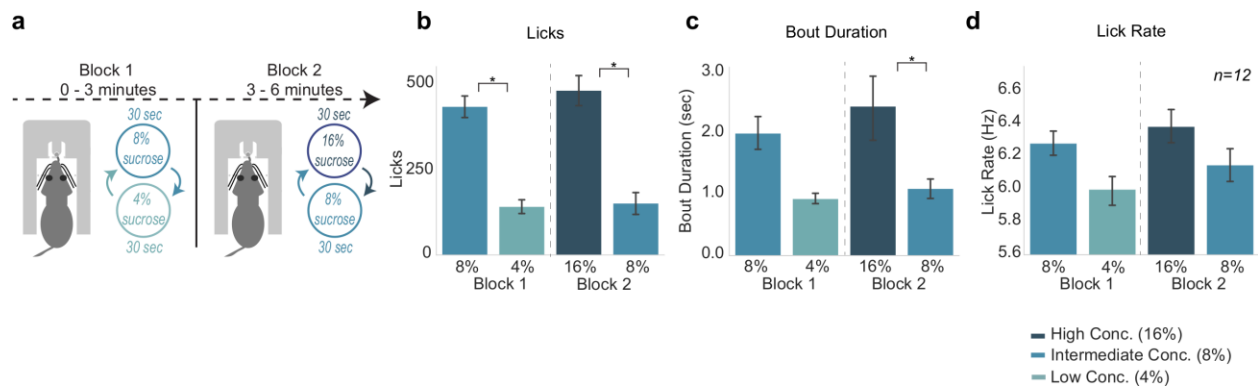 a
Block 1
0 - 3 minutes
Block 2
3 - 6 minutes
30 sec
8%
sucrose
4%
sucrose
30 sec
30 sec
16%
sucrose
8%
sucrose
30 sec
b
Licks
*
*
500
250
0
Licks
8%
4%
16%
8%
Block 1
Block 2
c
Bout Duration
*
3.0
2.0
1.0
0.0
Bout Duration (sec)
8%
4%
16%
8%
Block 1
Block 2
d
Lick Rate
n=12
6.6
6.4
6.2
6.0
5.8
5.6
Lick Rate (Hz)
8%
4%
16%
8%
Block 1
Block 2
High Conc. (16%)
Intermediate Conc. (8%)
Low Conc. (4%)